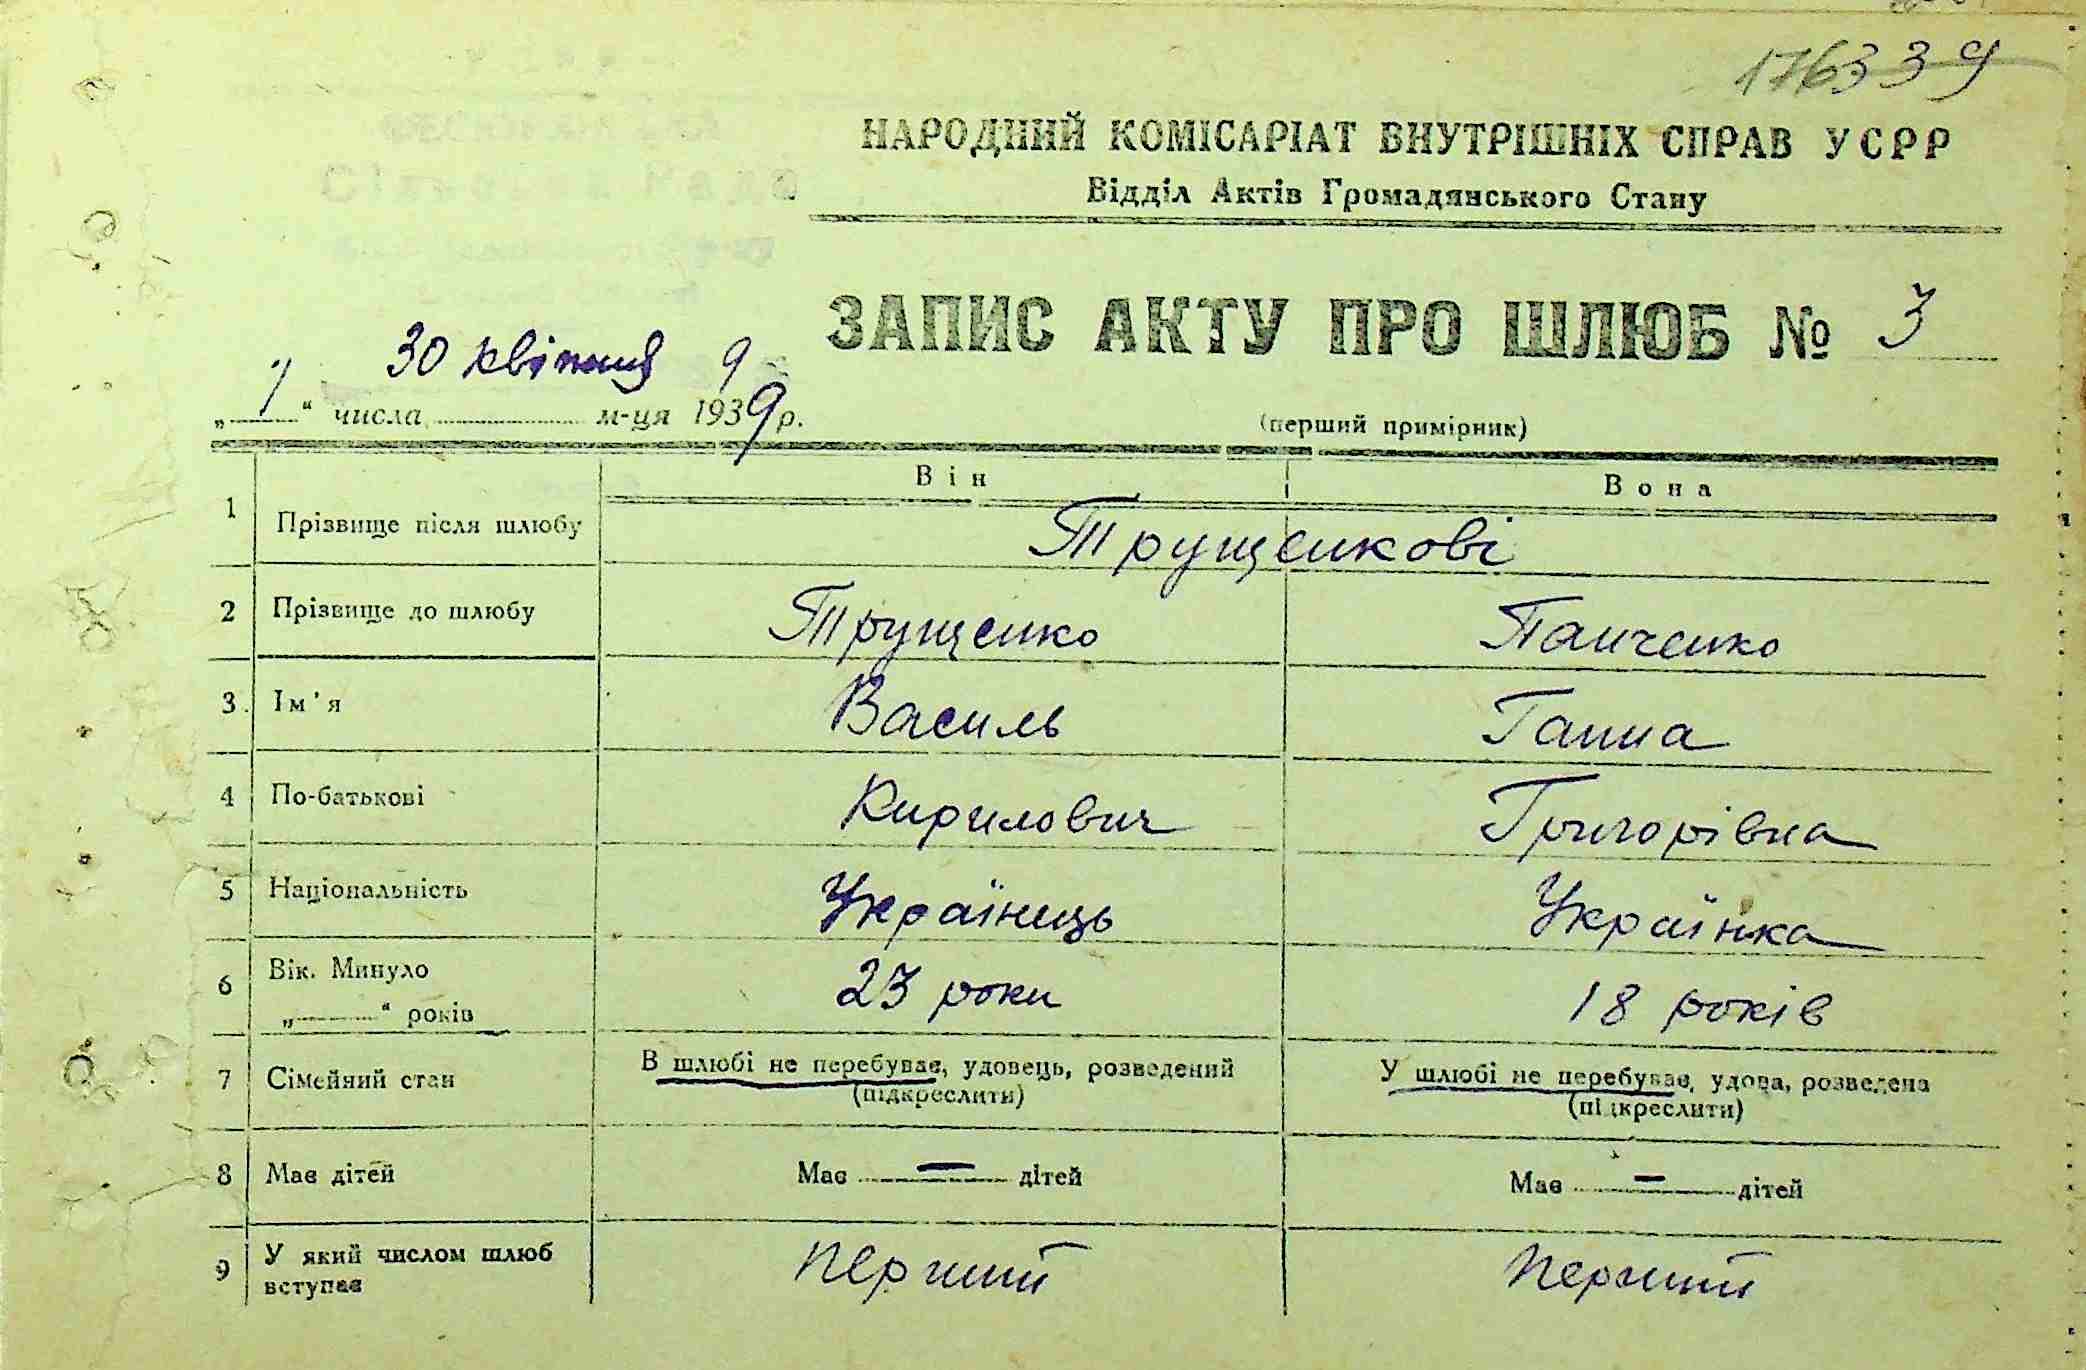 176339
НАРОДНИЙ КОМІСАРІАТ ВНУТРІШНІХ СПРАВ УСРР
Відділ Актів Громадянського Стану
ЗАПИС АКТУ ПРО ШЛЮБ № 3
30 квітня 9
„ 1 “ числа м-ця 1939 р.
(перший примірник)
Він Вона
1 Прізвище після шлюбу Трущенкові
2 Прізвище до шлюбу Трущенко Панченко
3. Ім'я Василь Ганна
4 По-батькові Кирилович Григорівна
5 Національність Українець Українка
6 Вік. Минуло 23 роки 18 років
„ “ років
7 Сімейний стан В шлюбі не перебуває, удовець, розведений У шлюбі не перебуває, удова, розведена
(підкреслити) (підкреслити)
8 Має дітей Має — дітей Має — дітей
9 У який числом шлюб вступає Перший Перший